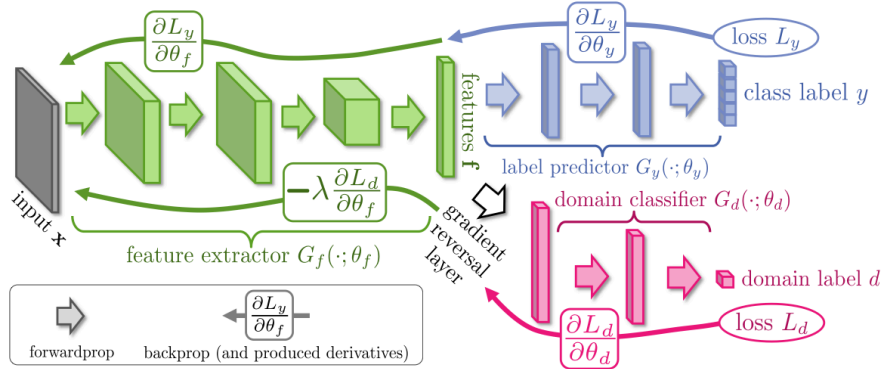 ∂L_y/∂θ_f
∂L_y/∂θ_y
loss L_y
class label y
features f
label predictor G_y(·;θ_y)
input x
−λ ∂L_d/∂θ_f
feature extractor G_f(·;θ_f)
gradient
reversal
layer
domain classifier G_d(·;θ_d)
domain label d
∂L_d/∂θ_d
loss L_d
forwardprop
∂L_y/∂θ_f
backprop (and produced derivatives)